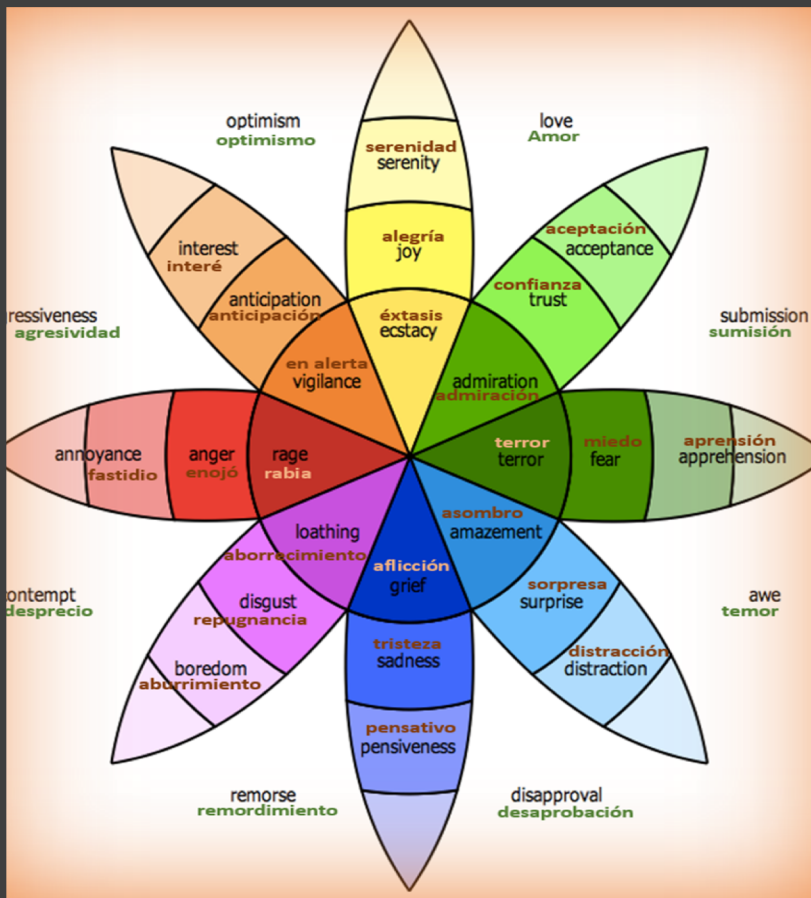 optimism
optimismo
love
Amor
serenidad
serenity
interest
interé
alegría
joy
aceptación
acceptance
anticipation
anticipación
confianza
trust
ressiveness
agresividad
éxtasis
ecstacy
submission
sumisión
en alerta
vigilance
admiration
admiración
annoyance
fastidio
anger
enojó
rage
rabia
terror
terror
miedo
fear
aprensión
apprehension
loathing
aborrecimiento
asombro
amazement
aflicción
grief
ontempt
desprecio
disgust
repugnancia
sorpresa
surprise
awe
temor
boredom
aburrimiento
tristeza
sadness
distracción
distraction
pensativo
pensiveness
remorse
remordimiento
disapproval
desaprobación